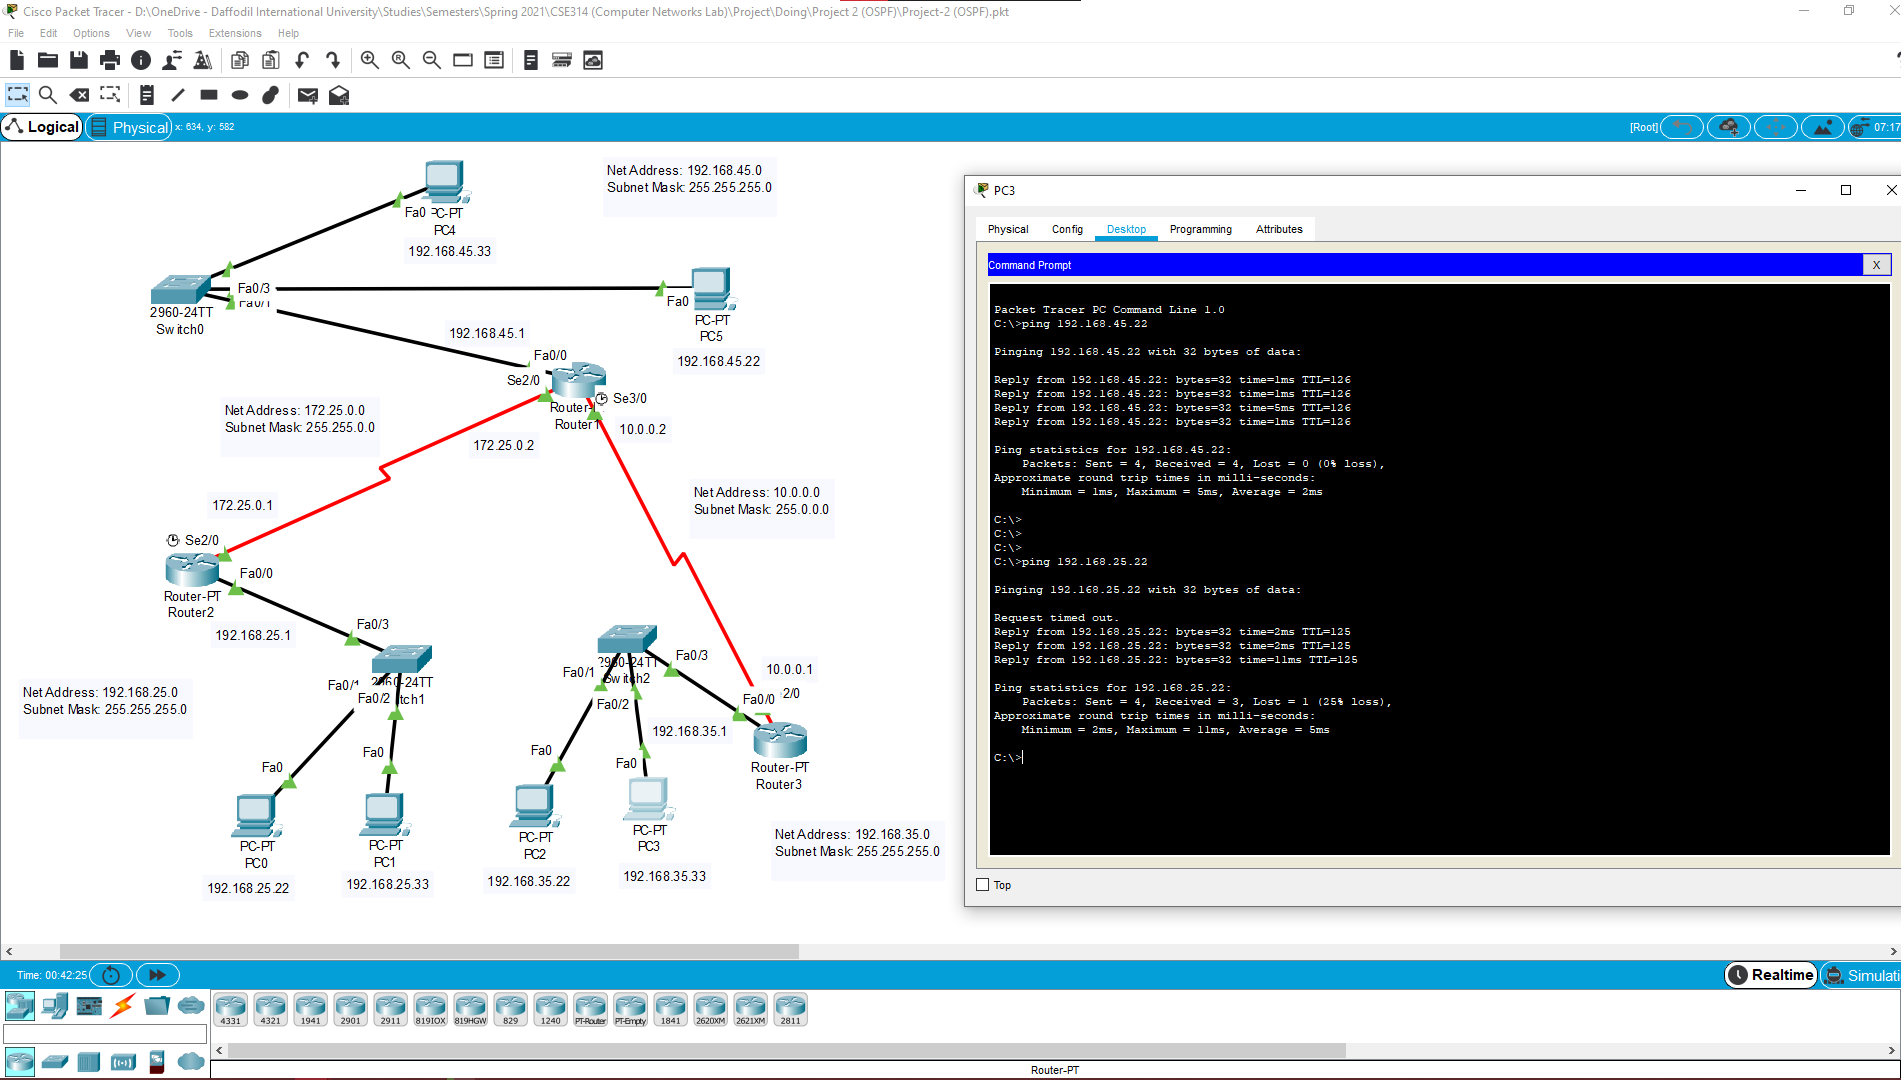 Cisco Packet Tracer - D:\OneDrive - Daffodil International University\Studies\Semesters\Spring 2021\CSE314 (Computer Networks Lab)\Project\Doing\Project 2 (OSPF)\Project-2 (OSPF).pkt
File Edit Options View Tools Extensions Help
Logical Physical x: 634, y: 582 [Root] 07:17
Net Address: 192.168.45.0
Subnet Mask: 255.255.255.0
Fa0 PC-PT
PC4
192.168.45.33
Fa0/3
Fa0/1
2960-24TT
Switch0
Fa0
PC-PT
PC5
192.168.45.22
192.168.45.1
Fa0/0
Se2/0
Se3/0
Router-
Router1
10.0.0.2
172.25.0.2
Net Address: 172.25.0.0
Subnet Mask: 255.255.0.0
Net Address: 10.0.0.0
Subnet Mask: 255.0.0.0
172.25.0.1
Se2/0
Fa0/0
Router-PT
Router2
192.168.25.1
Fa0/3
2960-24TT
tch1
Fa0/1
Fa0/2
Net Address: 192.168.25.0
Subnet Mask: 255.255.255.0
Fa0
Fa0
PC-PT
PC0
192.168.25.22
PC-PT
PC1
192.168.25.33
2960-24TT
Switch2
Fa0/1
Fa0/2
Fa0/3
10.0.0.1
Fa0/0 2/0
192.168.35.1
Router-PT
Router3
Fa0
Fa0
PC-PT
PC2
192.168.35.22
PC-PT
PC3
192.168.35.33
Net Address: 192.168.35.0
Subnet Mask: 255.255.255.0
PC3
Physical Config Desktop Programming Attributes
Command Prompt X
Packet Tracer PC Command Line 1.0
C:\>ping 192.168.45.22
Pinging 192.168.45.22 with 32 bytes of data:
Reply from 192.168.45.22: bytes=32 time=1ms TTL=126
Reply from 192.168.45.22: bytes=32 time=1ms TTL=126
Reply from 192.168.45.22: bytes=32 time=5ms TTL=126
Reply from 192.168.45.22: bytes=32 time=1ms TTL=126
Ping statistics for 192.168.45.22:
Packets: Sent = 4, Received = 4, Lost = 0 (0% loss),
Approximate round trip times in milli-seconds:
Minimum = 1ms, Maximum = 5ms, Average = 2ms
C:\>
C:\>
C:\>
C:\>ping 192.168.25.22
Pinging 192.168.25.22 with 32 bytes of data:
Request timed out.
Reply from 192.168.25.22: bytes=32 time=2ms TTL=125
Reply from 192.168.25.22: bytes=32 time=2ms TTL=125
Reply from 192.168.25.22: bytes=32 time=11ms TTL=125
Ping statistics for 192.168.25.22:
Packets: Sent = 4, Received = 3, Lost = 1 (25% loss),
Approximate round trip times in milli-seconds:
Minimum = 2ms, Maximum = 11ms, Average = 5ms
C:\>
Top
Time: 00:42:25 Realtime Simulati
4331 4321 1941 2901 2911 819IOX 819HGW 829 1240 PT-Router PT-Empty 1841 2620XM 2621XM 2811
Router-PT